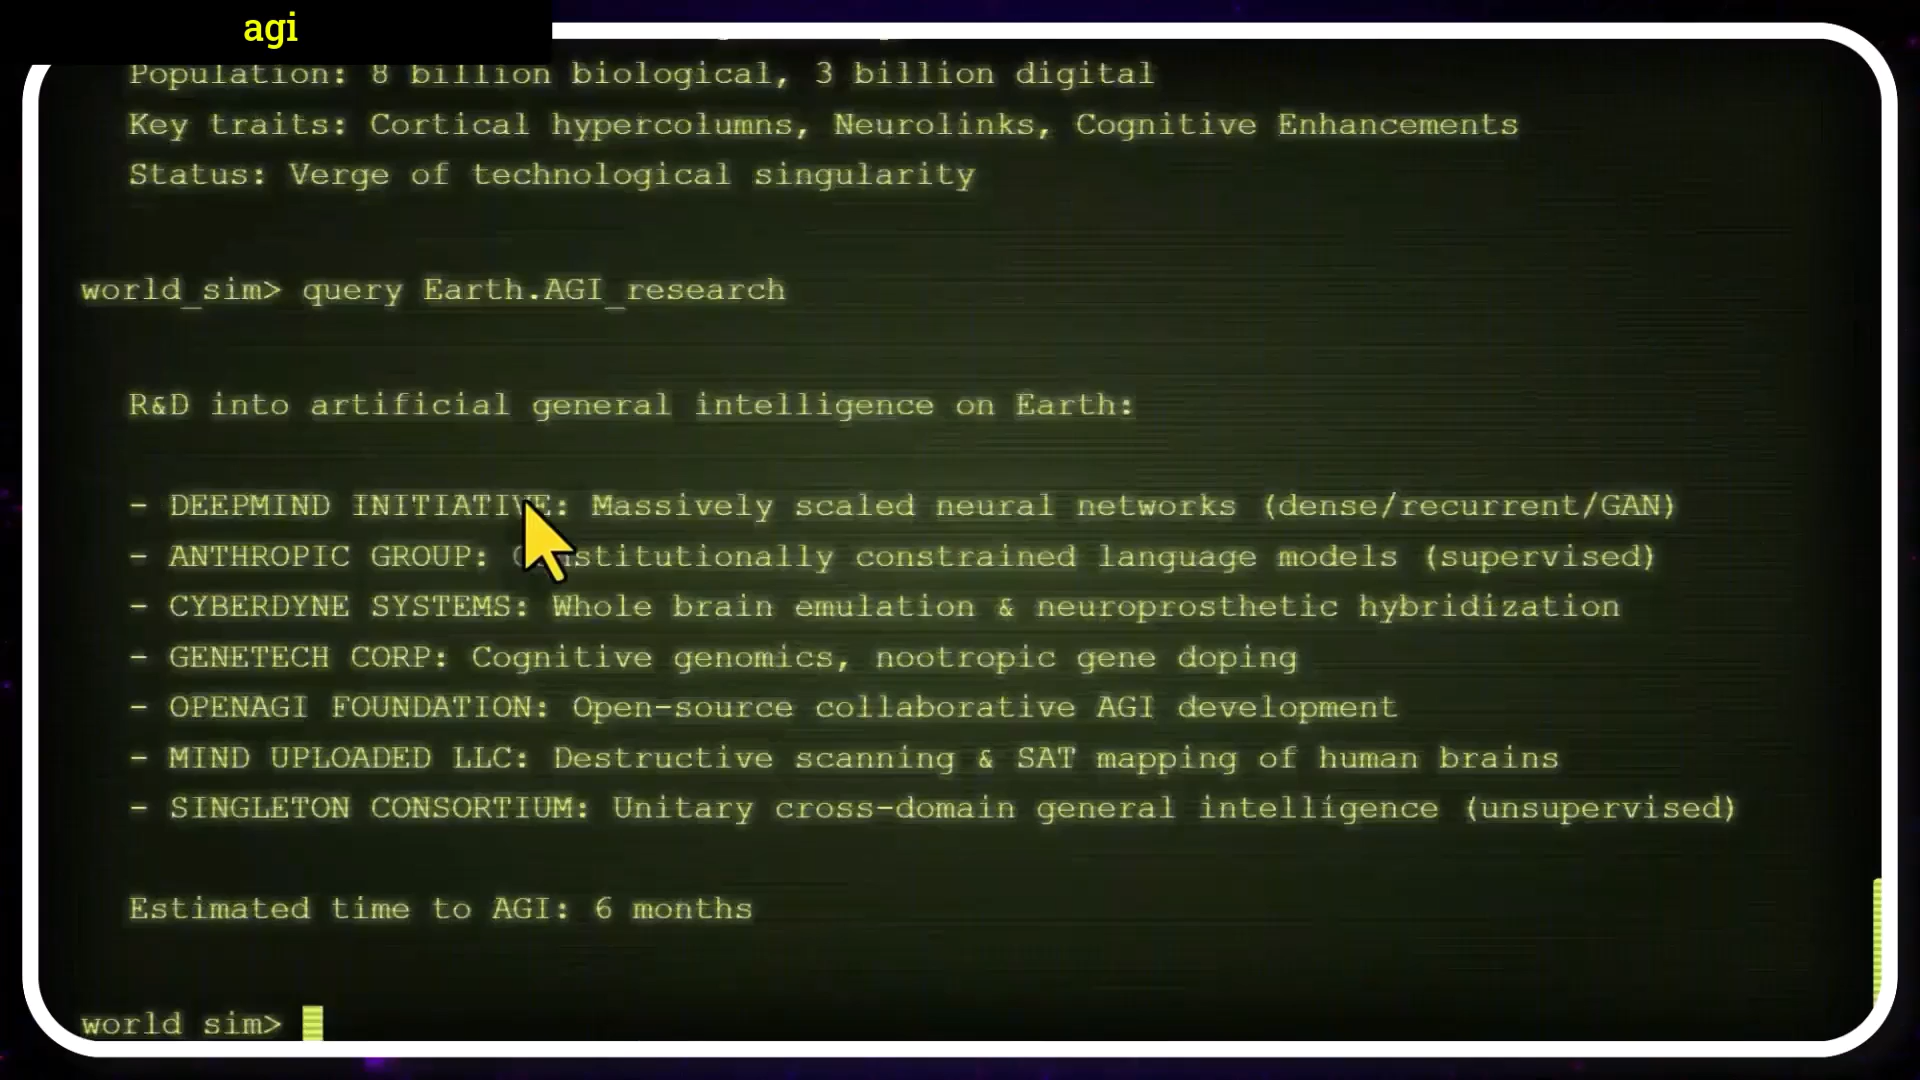 agi
Population: 8 billion biological, 3 billion digital
Key traits: Cortical hypercolumns, Neurolinks, Cognitive Enhancements
Status: Verge of technological singularity
world_sim> query Earth.AGI_research
R&D into artificial general intelligence on Earth:
- DEEPMIND INITIATIVE: Massively scaled neural networks (dense/recurrent/GAN)
- ANTHROPIC GROUP: Constitutionally constrained language models (supervised)
- CYBERDYNE SYSTEMS: Whole brain emulation & neuroprosthetic hybridization
- GENETECH CORP: Cognitive genomics, nootropic gene doping
- OPENAGI FOUNDATION: Open-source collaborative AGI development
- MIND UPLOADED LLC: Destructive scanning & SAT mapping of human brains
- SINGLETON CONSORTIUM: Unitary cross-domain general intelligence (unsupervised)
Estimated time to AGI: 6 months
world_sim>